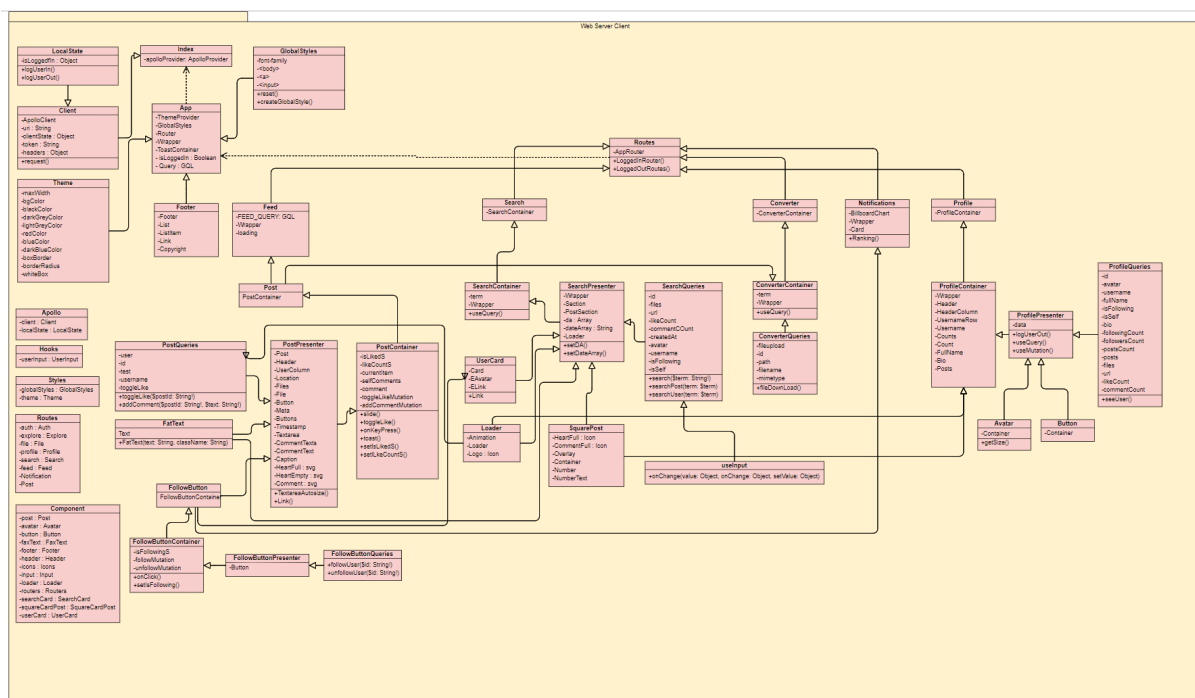 Web Server Client
LocalState
-isLoggedIn : Object
+logUserIn()
+logUserOut()
Index
-apolloProvider: ApolloProvider
GlobalStyles
-font-family
-<body>
-<a>
-<input>
+reset()
+createGlobalStyle()
Client
-ApolloClient
-uri : String
-clientState : Object
-token : String
-headers : Object
+request()
App
-ThemeProvider
-GlobalStyles
-Router
-Wrapper
-ToastContainer
- isLoggedIn : Boolean
- Query : GQL
Theme
-maxWidth
-bgColor
-blackColor
-darkGreyColor
-lightGreyColor
-redColor
-blueColor
-darkBlueColor
-boxBorder
-borderRadius
-whiteBox
Footer
-Footer
-List
-ListItem
-Link
-Copyright
Routes
-AppRouter
+LoggedInRouter()
+LoggedOutRoutes()
Feed
-FEED_QUERY: GQL
-Wrapper
-loading
Search
-SearchContainer
Converter
-ConverterContainer
Notifications
-BillboardChart
-Wrapper
-Card
+Ranking()
Profile
-ProfileContainer
Post
PostContainer
SearchContainer
-term
-Wrapper
+useQuery()
SearchPresenter
-Wrapper
-Section
-PostSection
-da : Array
-dateArray : String
-Loader
+setDA()
+setDateArray()
SearchQueries
-id
-files
-url
-likeCount
-commentCOunt
-createdAt
-avatar
-username
-isFollowing
-isSelf
+search($term: String!)
+searchPost(term: $term)
+searchUser(term: $term)
ConverterContainer
-term
-Wrapper
+useQuery()
ConverterQueries
-fileupload
-id
-path
-filename
-mimetype
+fileDownLoad()
ProfileContainer
-Wrapper
-Header
-HeaderColumn
-UsernameRow
-Username
-Counts
-Count
-FullName
-Bio
-Posts
ProfilePresenter
-data
+logUserOut()
+useQuery()
+useMutation()
ProfileQueries
-id
-avatar
-username
-fullName
-isFollowing
-isSelf
-bio
-followingCount
-followersCount
-postsCount
-posts
-files
-url
-likeCount
-commentCount
+seeUser()
Apollo
-client : Client
-localState : LocalState
Hooks
-userInput : UserInput
Styles
-globalStyles : GlobalStyles
-theme : Theme
Routes
-auth : Auth
-explore : Explore
-file : File
-profile : Profile
-search : Search
-feed : Feed
-Notification
-Post
Component
-post : Post
-avatar : Avatar
-button : Button
-faxText : FaxText
-footer : Footer
-header : Header
-icons : Icons
-input : Input
-loader : Loader
-routers : Routers
-searchCard : SearchCard
-squareCardPost : SquareCardPost
-userCard : UserCard
PostQueries
-user
-id
-test
-username
-toggleLike
+toggleLike($postId: String!)
+addComment($postId: String!, $text: String!)
FatText
Text
+FatText(text: String, className: String)
PostPresenter
-Post
-Header
-UserColumn
-Location
-Files
-File
-Button
-Meta
-Buttons
-Timestamp
-Textarea
-CommentTexts
-CommentText
-Caption
-HeartFull : svg
-HeartEmpty : svg
-Comment : svg
+TextareaAutosize()
+Link()
PostContainer
-isLikedS
-likeCountS
-currentItem
-selfComments
-comment
-toggleLikeMutation
-addCommentMutation
+slide()
+toggleLike()
+onKeyPress()
+toast()
+setIsLikedS()
+setLikeCountS()
UserCard
-Card
-EAvatar
-ELink
+Link
Loader
-Animation
-Loader
-Logo : Icon
SquarePost
-HeartFull : Icon
-CommentFull : Icon
-Overlay
-Container
-Number
-NumberText
useInput
+onChange(value: Object, onChange: Object, setValue: Object)
Avatar
-Container
+getSize()
Button
-Container
FollowButton
FollowButtonContainer
FollowButtonContainer
-isFollowingS
-followMutation
-unfollowMutation
+onClick()
+setIsFollowing()
FollowButtonPresenter
-Button
FollowButtonQueries
+followUser($id: String!)
+unfollowUser($id: String!)